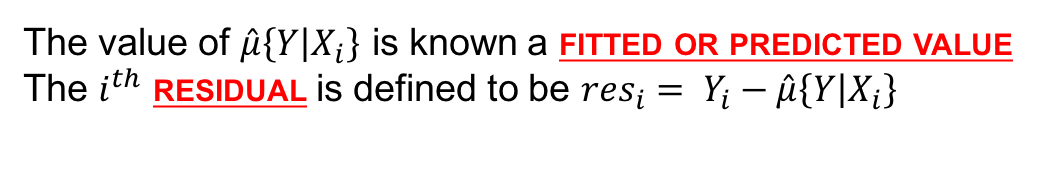 The value of μ̂{Y|Xᵢ} is known a FITTED OR PREDICTED VALUE
The iᵗʰ RESIDUAL is defined to be resᵢ = Yᵢ − μ̂{Y|Xᵢ}